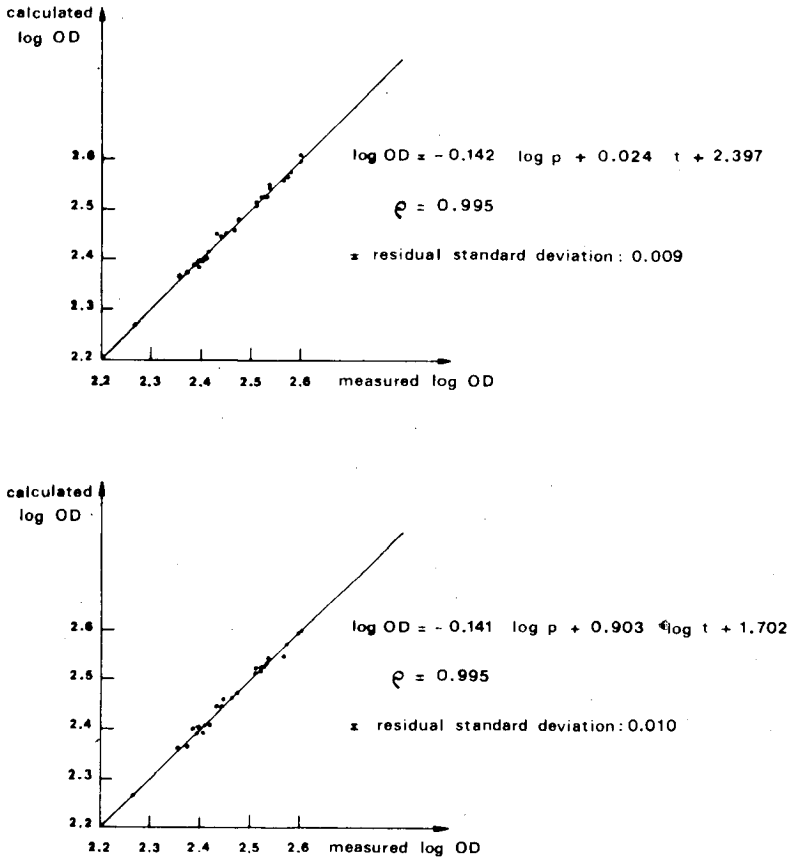 calculated
log OD
2.6
2.5
2.4
2.3
2.2
2.2 2.3 2.4 2.5 2.6 measured log OD
log OD = - 0.142 log p + 0.024 t + 2.397
ϱ = 0.995
residual standard deviation : 0.009
calculated
log OD
2.6
2.5
2.4
2.3
2.2
2.2 2.3 2.4 2.5 2.6 measured log OD
log OD = - 0.141 log p + 0.903 log t + 1.702
ϱ = 0.995
residual standard deviation : 0.010